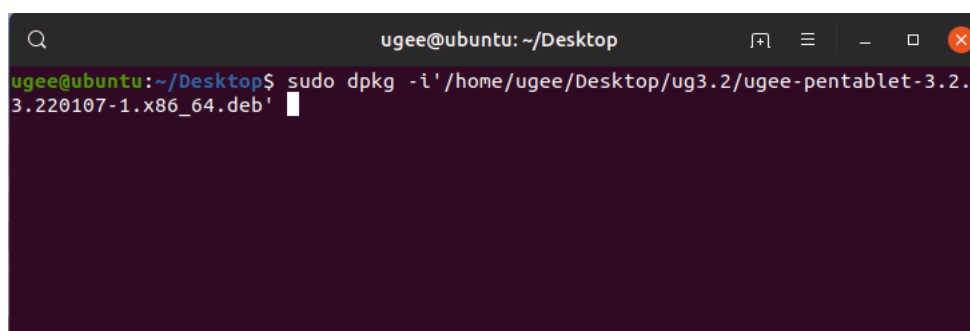 ugee@ubuntu: ~/Desktop
ugee@ubuntu:~/Desktop$ sudo dpkg -i'/home/ugee/Desktop/ug3.2/ugee-pentablet-3.2.
3.220107-1.x86_64.deb'